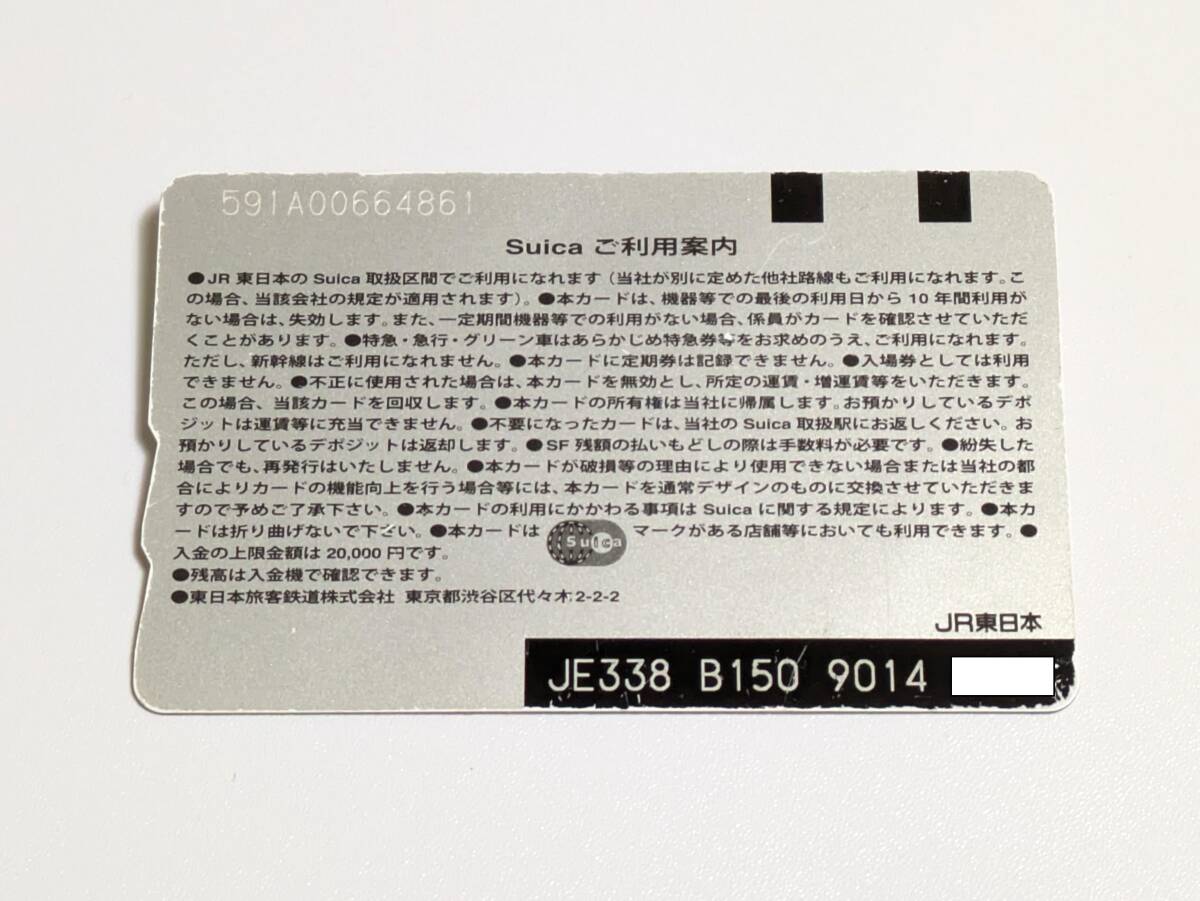 591A00664861
Suica ご利用案内
●JR 東日本の Suica 取扱区間でご利用になれます（当社が別に定めた他社路線もご利用になれます。こ
の場合、当該会社の規定が適用されます）。●本カードは、機器等での最後の利用日から 10 年間利用が
ない場合は、失効します。また、一定期間機器等での利用がない場合、係員がカードを確認させていただ
くことがあります。●特急・急行・グリーン車はあらかじめ特急券等をお求めのうえ、ご利用になれます。
ただし、新幹線はご利用になれません。●本カードに定期券は記録できません。●入場券としては利用
できません。●不正に使用された場合は、本カードを無効とし、所定の運賃・増運賃等をいただきます。
この場合、当該カードを回収します。●本カードの所有権は当社に帰属します。お預かりしているデポ
ジットは運賃等に充当できません。●不要になったカードは、当社の Suica 取扱駅にお返しください。お
預かりしているデポジットは返却します。●SF 残額の払いもどしの際は手数料が必要です。●紛失した
場合でも、再発行はいたしません。●本カードが破損等の理由により使用できない場合または当社の都
合によりカードの機能向上を行う場合等には、本カードを通常デザインのものに交換させていただきま
すので予めご了承下さい。●本カードの利用にかかわる事項は Suica に関する規定によります。●本カ
ードは折り曲げないで下さい。●本カードは Suica マークがある店舗等においても利用できます。●
入金の上限金額は 20,000 円です。
●残高は入金機で確認できます。
●東日本旅客鉄道株式会社 東京都渋谷区代々木2-2-2
JR東日本
JE338 B150 9014